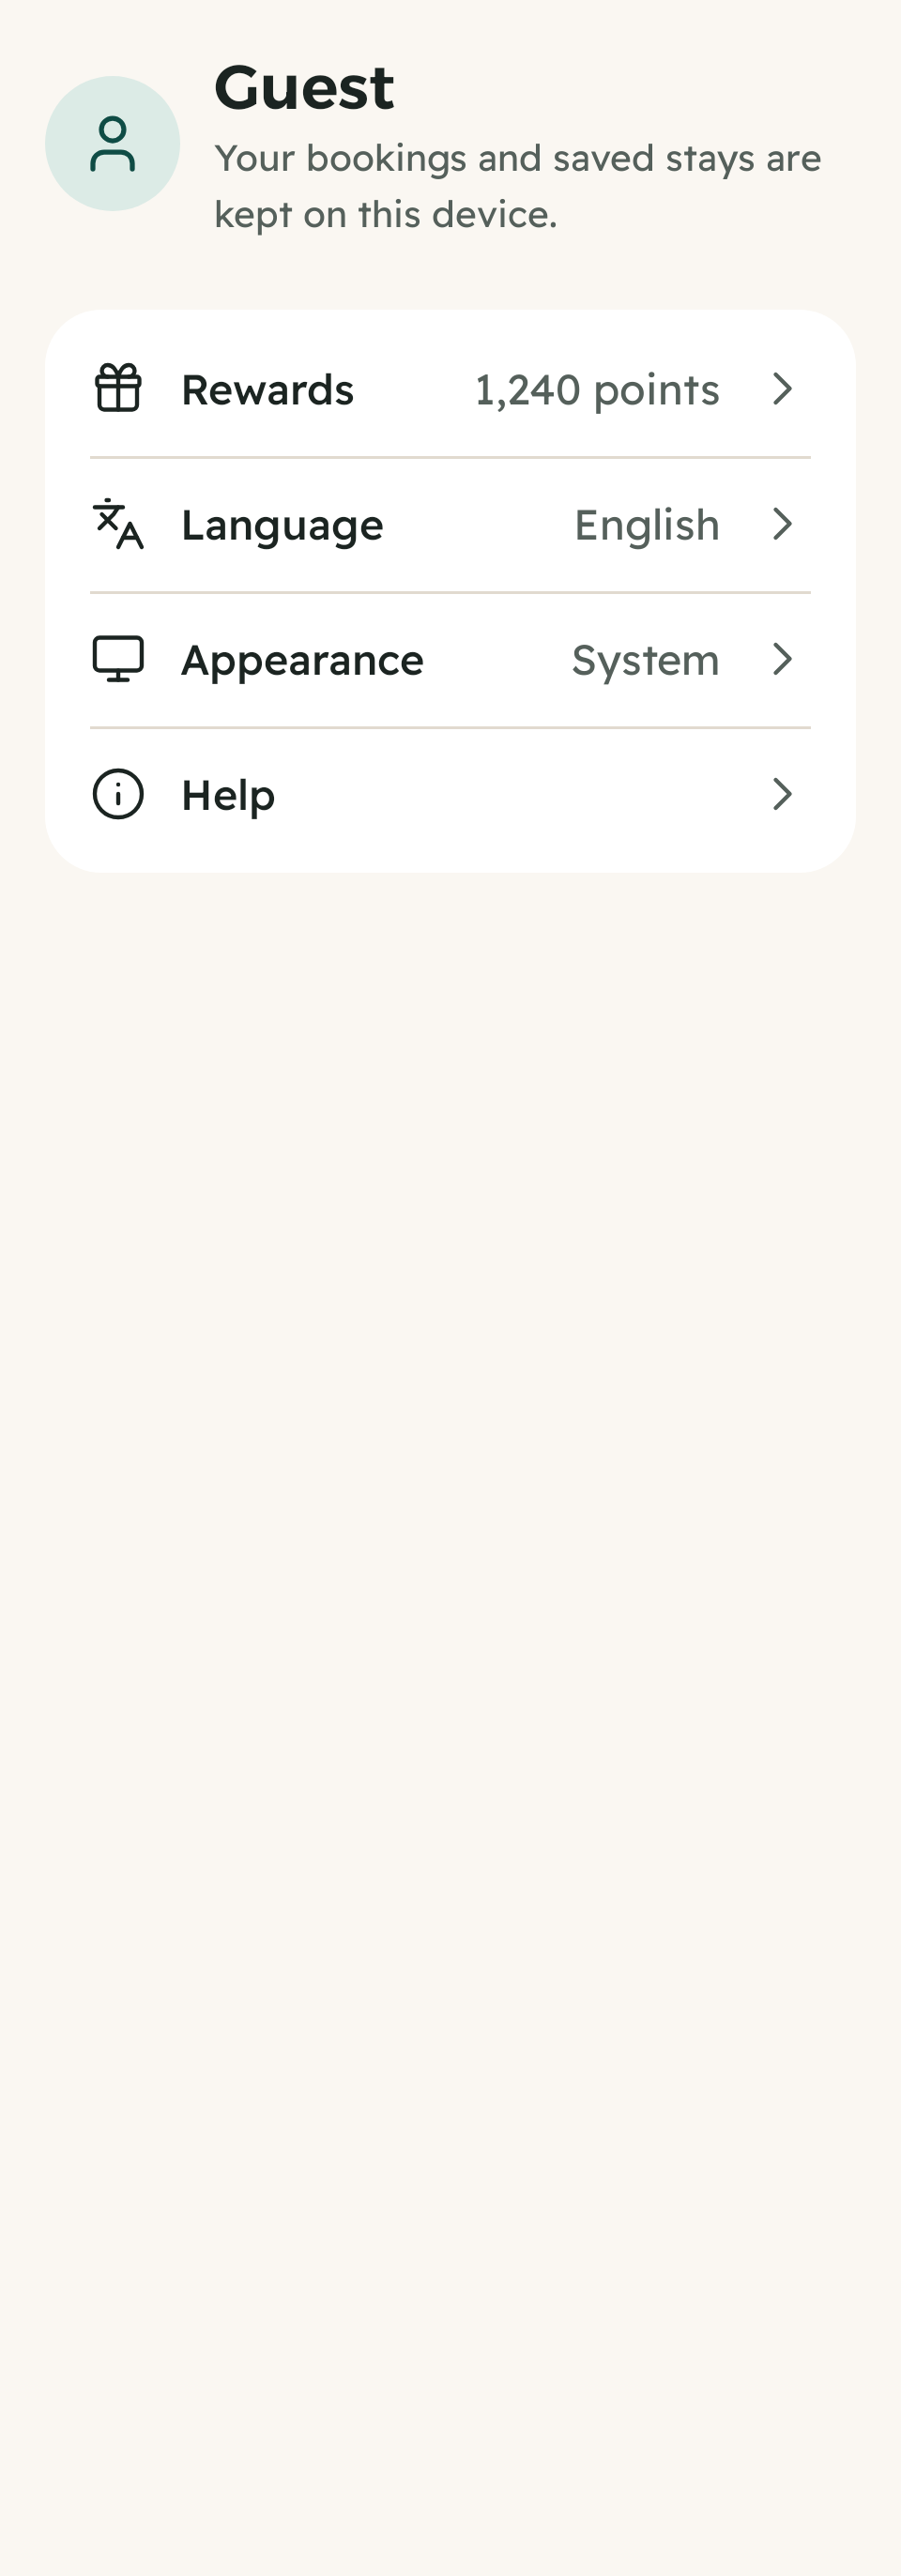 Guest
Your bookings and saved stays are
kept on this device.
Rewards 1,240 points
Language English
Appearance System
Help